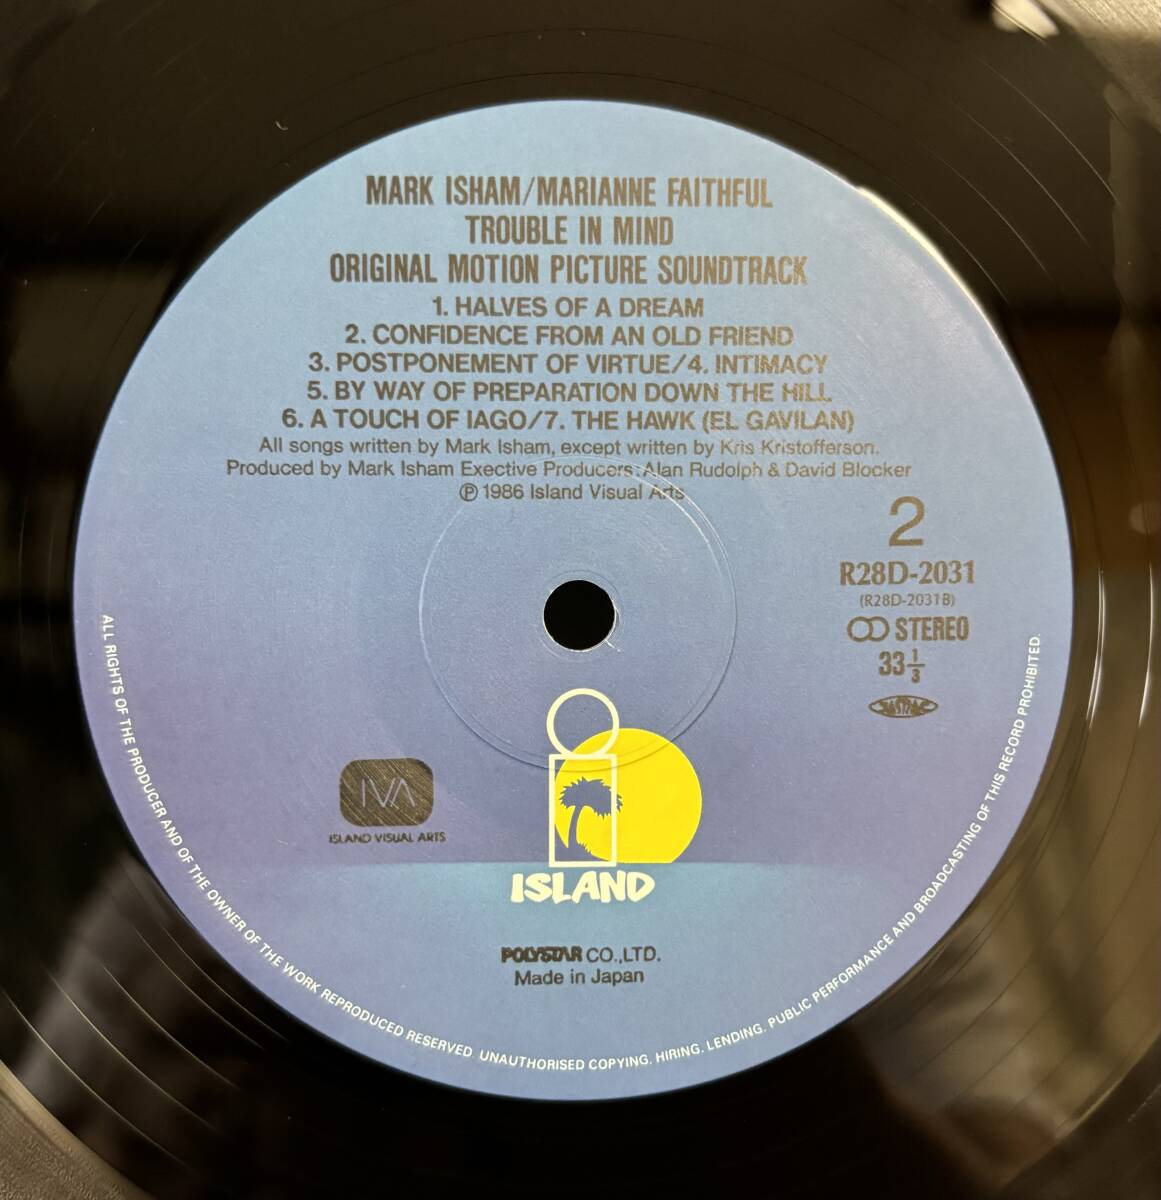 MARK ISHAM/MARIANNE FAITHFUL
TROUBLE IN MIND
ORIGINAL MOTION PICTURE SOUNDTRACK
1. HALVES OF A DREAM
2. CONFIDENCE FROM AN OLD FRIEND
3. POSTPONEMENT OF VIRTUE/4. INTIMACY
5. BY WAY OF PREPARATION DOWN THE HILL
6. A TOUCH OF IAGO/7. THE HAWK (EL GAVILAN)
All songs written by Mark Isham, except written by Kris Kristofferson.
Produced by Mark Isham Exective Producers: Alan Rudolph & David Blocker
Ⓟ 1986 Island Visual Arts
2
R28D-2031
(R28D-2031B)
STEREO
33 1/3
JASRAC
IVA
ISLAND VISUAL ARTS
ISLAND
POLYSTAR CO.,LTD.
Made in Japan
ALL RIGHTS OF THE PRODUCER AND OF THE OWNER OF THE WORK REPRODUCED RESERVED. UNAUTHORISED COPYING. HIRING. LENDING. PUBLIC PERFORMANCE AND BROADCASTING OF THIS RECORD PROHIBITED.